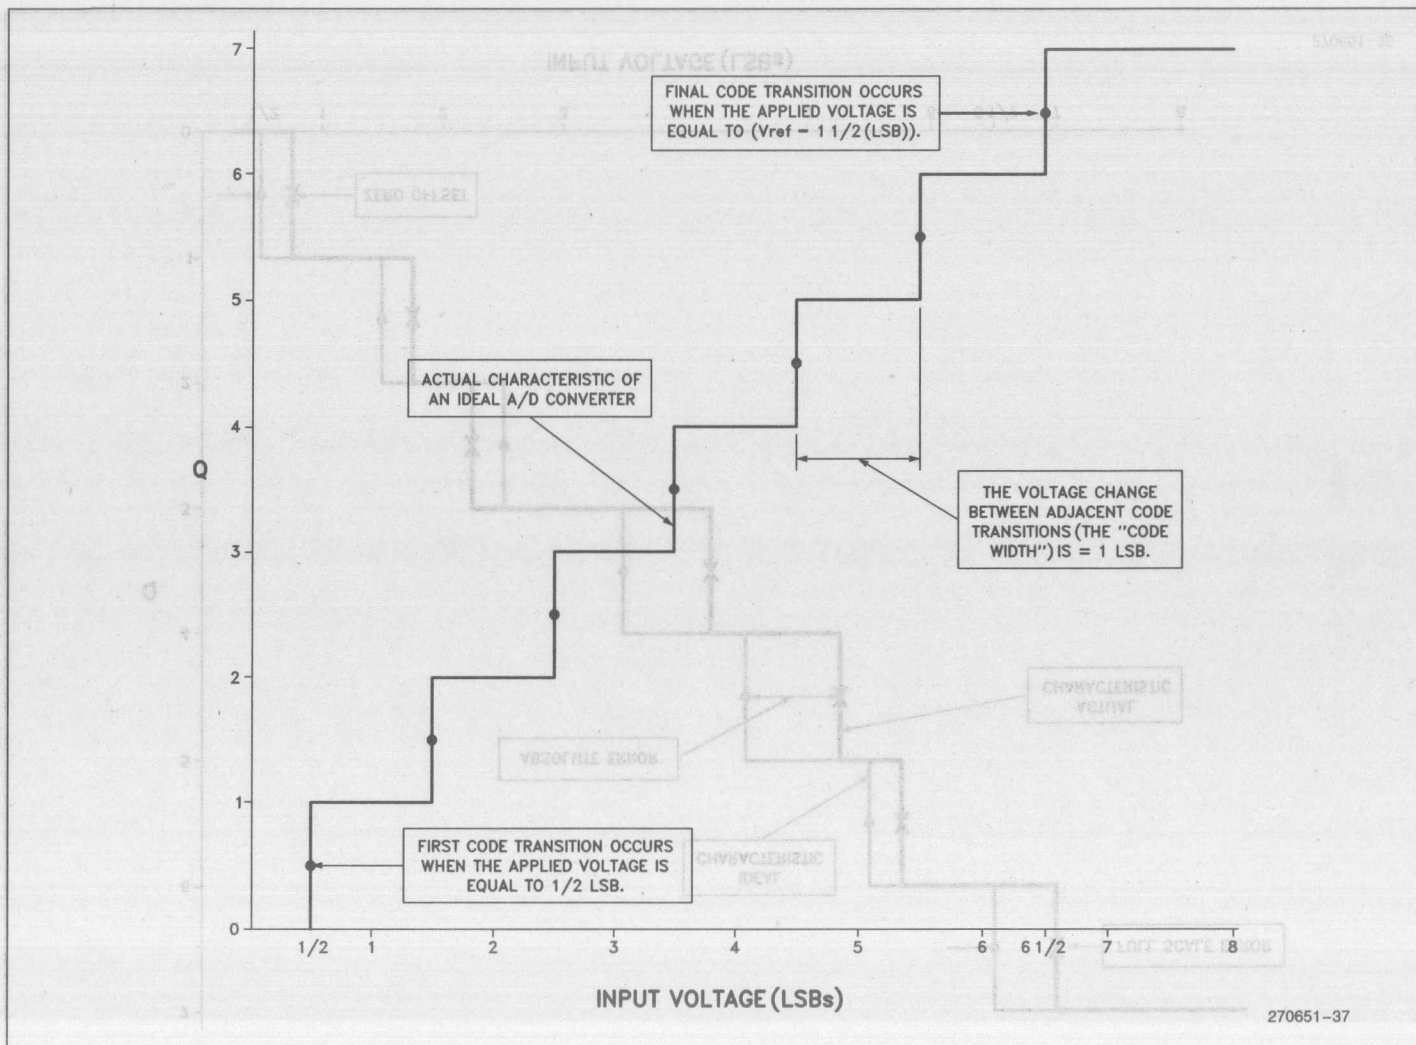 7
FINAL CODE TRANSITION OCCURS
WHEN THE APPLIED VOLTAGE IS
EQUAL TO (Vref - 1 1/2 (LSB)).
6
5
ACTUAL CHARACTERISTIC OF
AN IDEAL A/D CONVERTER
4
Q
THE VOLTAGE CHANGE
BETWEEN ADJACENT CODE
TRANSITIONS (THE "CODE
WIDTH") IS = 1 LSB.
3
2
1
FIRST CODE TRANSITION OCCURS
WHEN THE APPLIED VOLTAGE IS
EQUAL TO 1/2 LSB.
0
1/2 1 2 3 4 5 6 6 1/2 7 8
INPUT VOLTAGE (LSBs)
270651-37